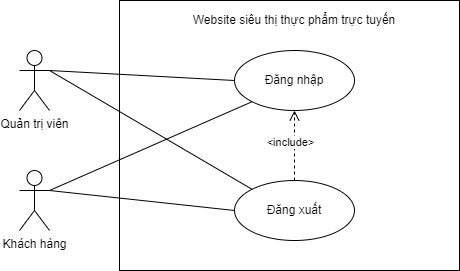 Website siêu thị thực phẩm trực tuyến
Đăng nhập
Quản trị viên
<include>
Đăng xuất
Khách hàng